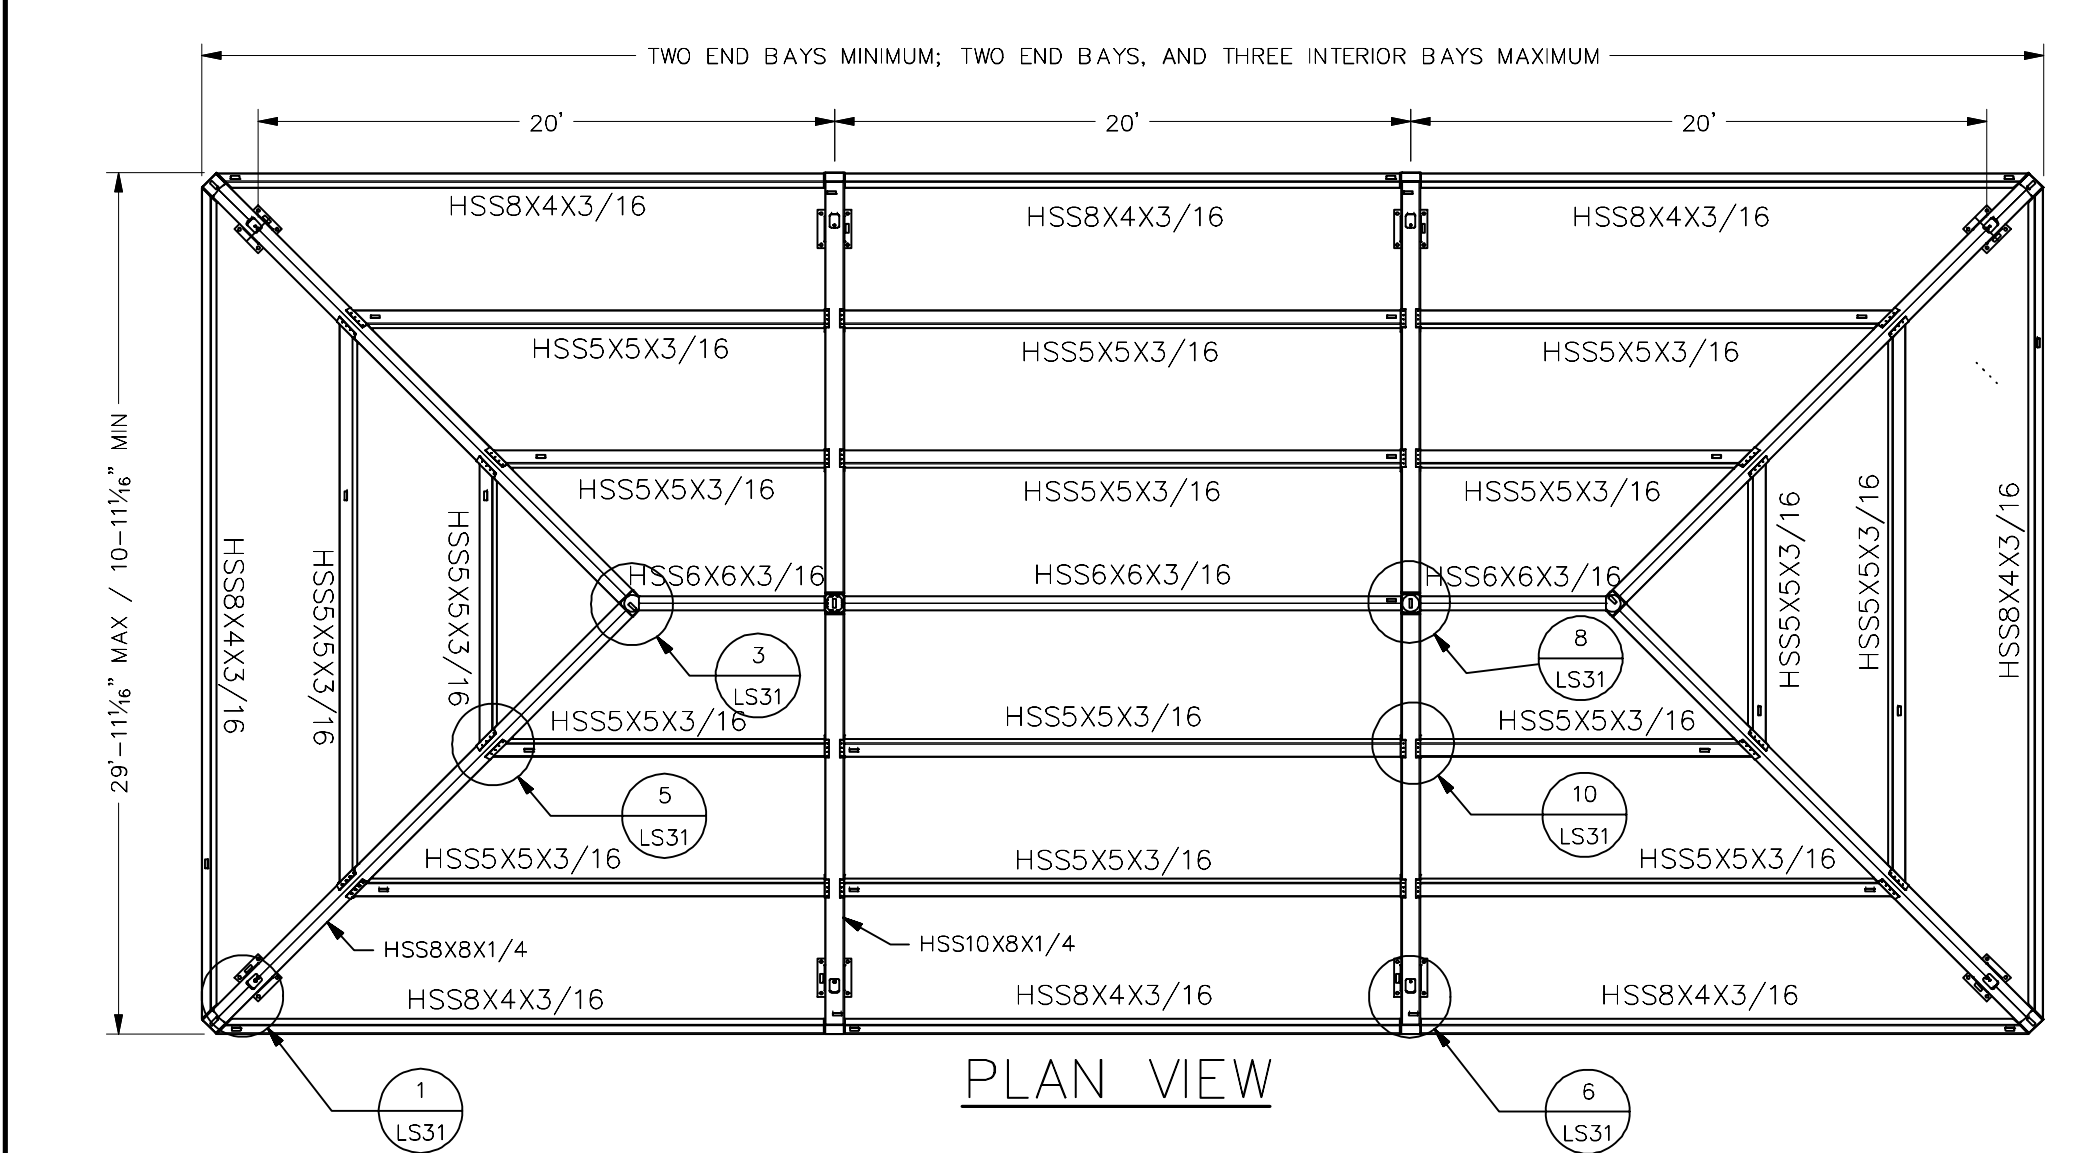 TWO END BAYS MINIMUM; TWO END BAYS, AND THREE INTERIOR BAYS MAXIMUM
20' 20' 20'
HSS8X4X3/16 HSS8X4X3/16 HSS8X4X3/16
HSS5X5X3/16 HSS5X5X3/16 HSS5X5X3/16
HSS5X5X3/16 HSS5X5X3/16 HSS5X5X3/16
HSS6X6X3/16 HSS6X6X3/16 HSS6X6X3/16
29'-11 11/16" MAX / 10-11 11/16" MIN
HSS8X4X3/16
HSS5X5X3/16
HSS5X5X3/16
HSS5X5X3/16
HSS5X5X3/16
HSS8X4X3/16
3
LS31
8
LS31
HSS5X5X3/16 HSS5X5X3/16 HSS5X5X3/16
5
LS31
10
LS31
HSS5X5X3/16 HSS5X5X3/16 HSS5X5X3/16
HSS8X8X1/4 HSS10X8X1/4
HSS8X4X3/16 HSS8X4X3/16 HSS8X4X3/16
PLAN VIEW
1
LS31
6
LS31